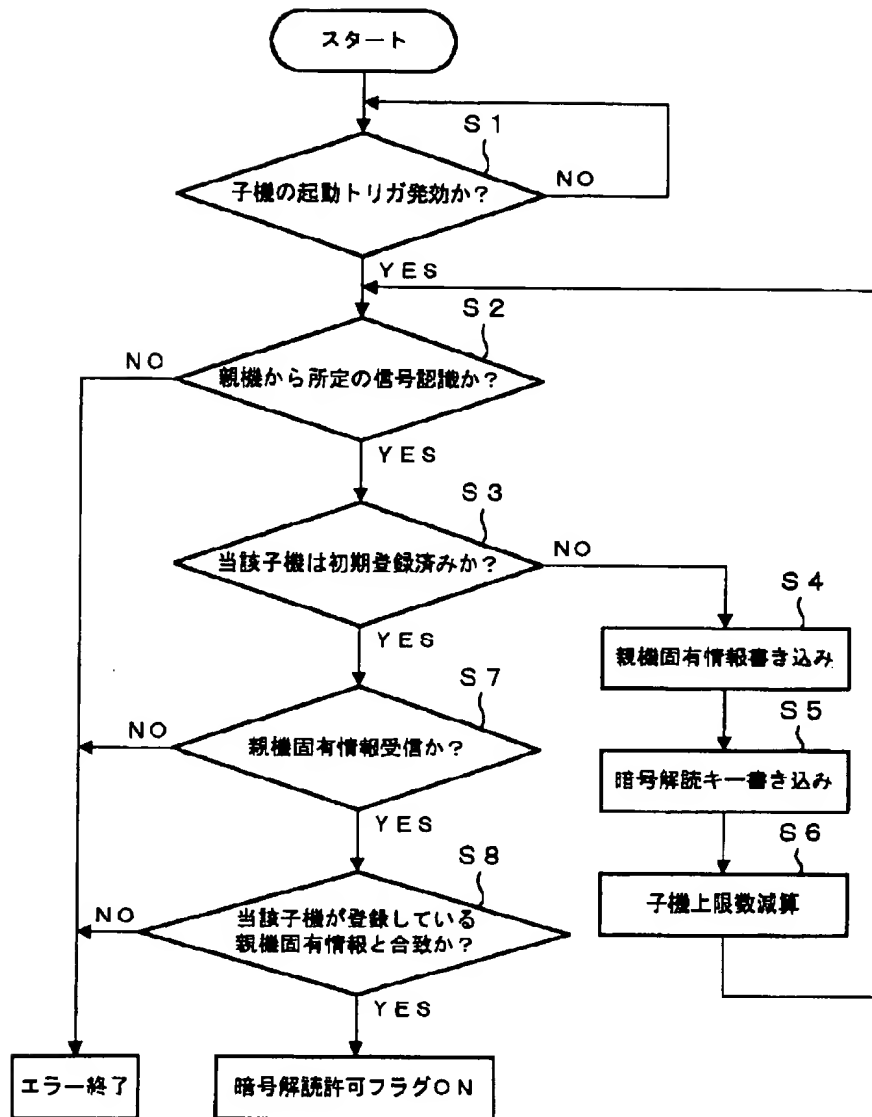 スタート
S1
子機の起動トリガ発効か？
NO
YES
S2
NO
親機から所定の信号認識か？
YES
S3
当該子機は初期登録済みか？
NO
S4
親機固有情報書き込み
YES
S7
NO
親機固有情報受信か？
S5
暗号解読キー書き込み
YES
S6
子機上限数減算
S8
NO
当該子機が登録している
親機固有情報と合致か？
YES
エラー終了
暗号解読許可フラグON